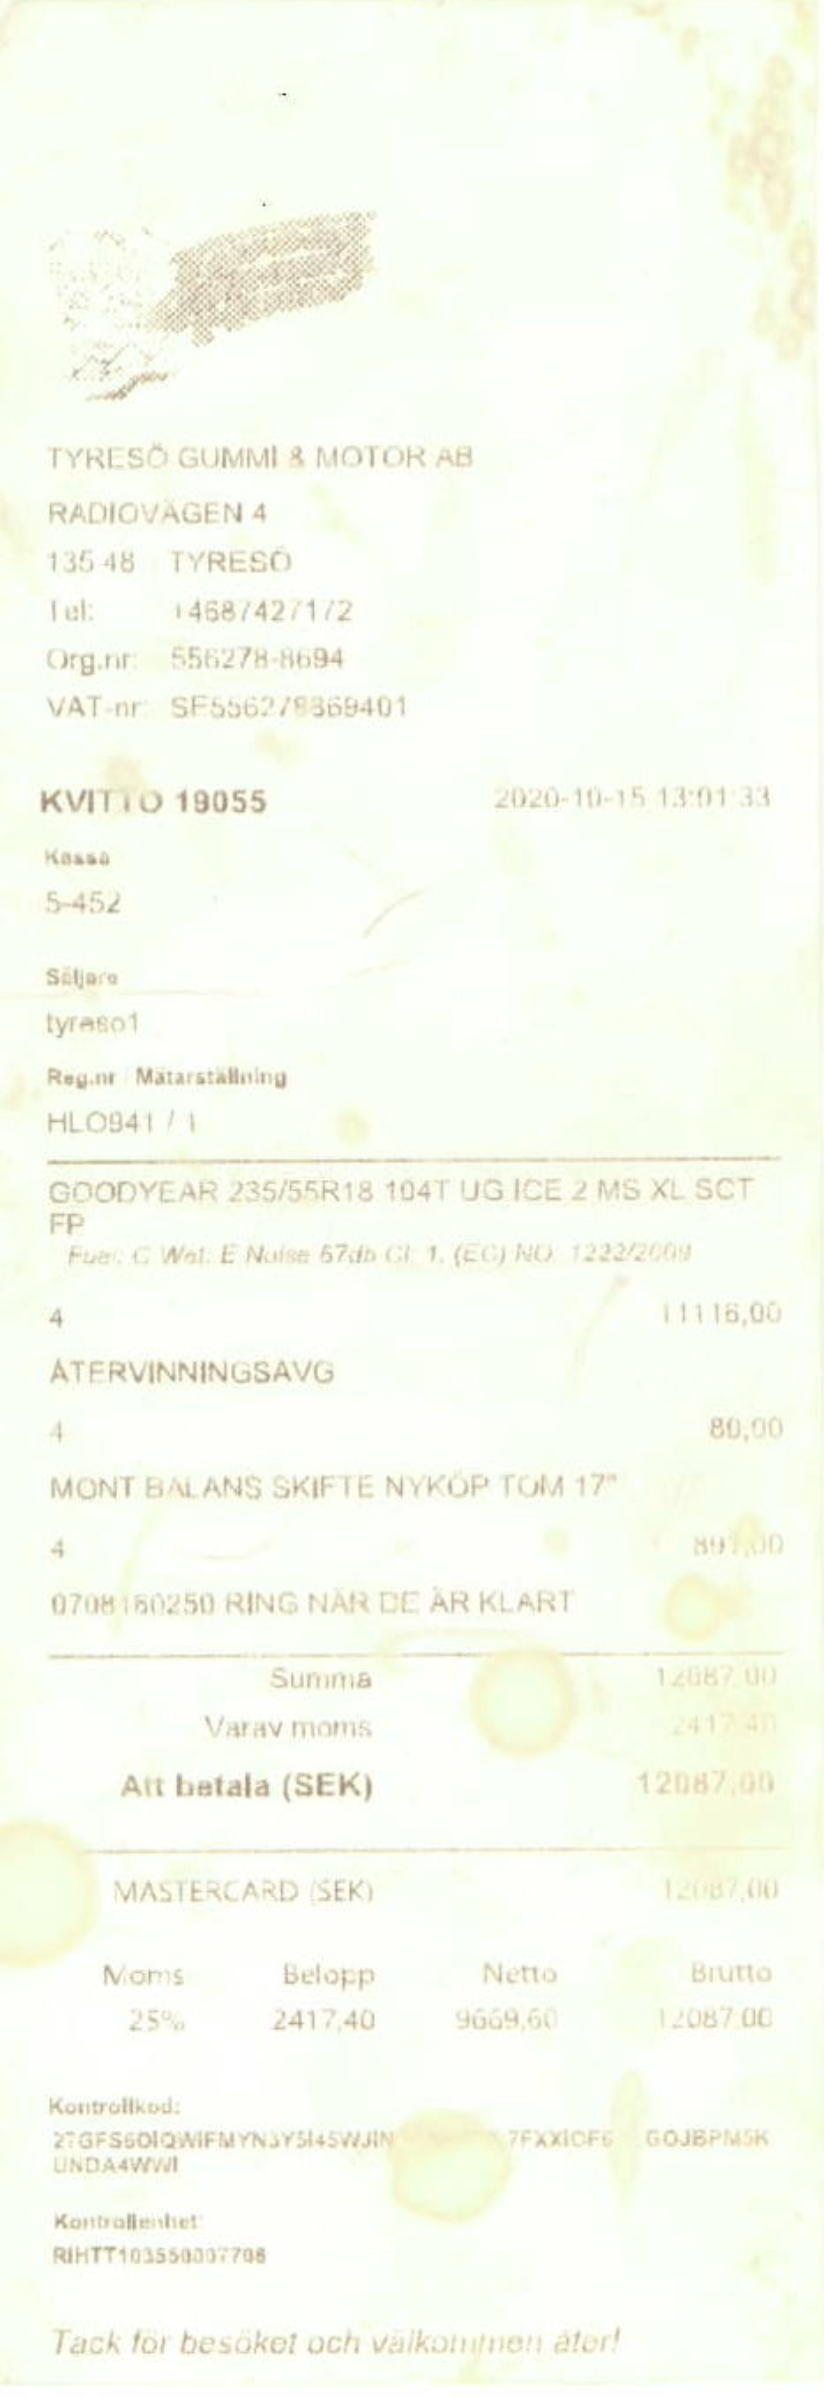 TYRESÖ GUMMI & MOTOR AB
RADIOVÄGEN 4
135 48 TYRESÖ
Tel: +4687427172
Org.nr: 556278-8694
VAT-nr: SE556278869401
KVITTO 19055 2020-10-15 13:01:33
Kassa
5-452
Säljare
tyreso1
Reg.nr / Mätarställning
HLO941 / 1
GOODYEAR 235/55R18 104T UG ICE 2 MS XL SCT
FP
Fuel: C Wet: E Noise 67db Cl: 1. (EC) NO. 1222/2009
4 11116,00
ÅTERVINNINGSAVG
4 80,00
MONT BALANS SKIFTE NYKÖP TOM 17"
4 891,00
0708180250 RING NÄR DE ÄR KLART
Summa 12087,00
Varav moms 2417,40
Att betala (SEK) 12087,00
MASTERCARD (SEK) 12087,00
Moms Belopp Netto Brutto
25% 2417,40 9669,60 12087,00
Kontrollkod:
GOJBPM5K
UNDA4WWI
Kontrollenhet:
Tack för besöket och välkommen åter!